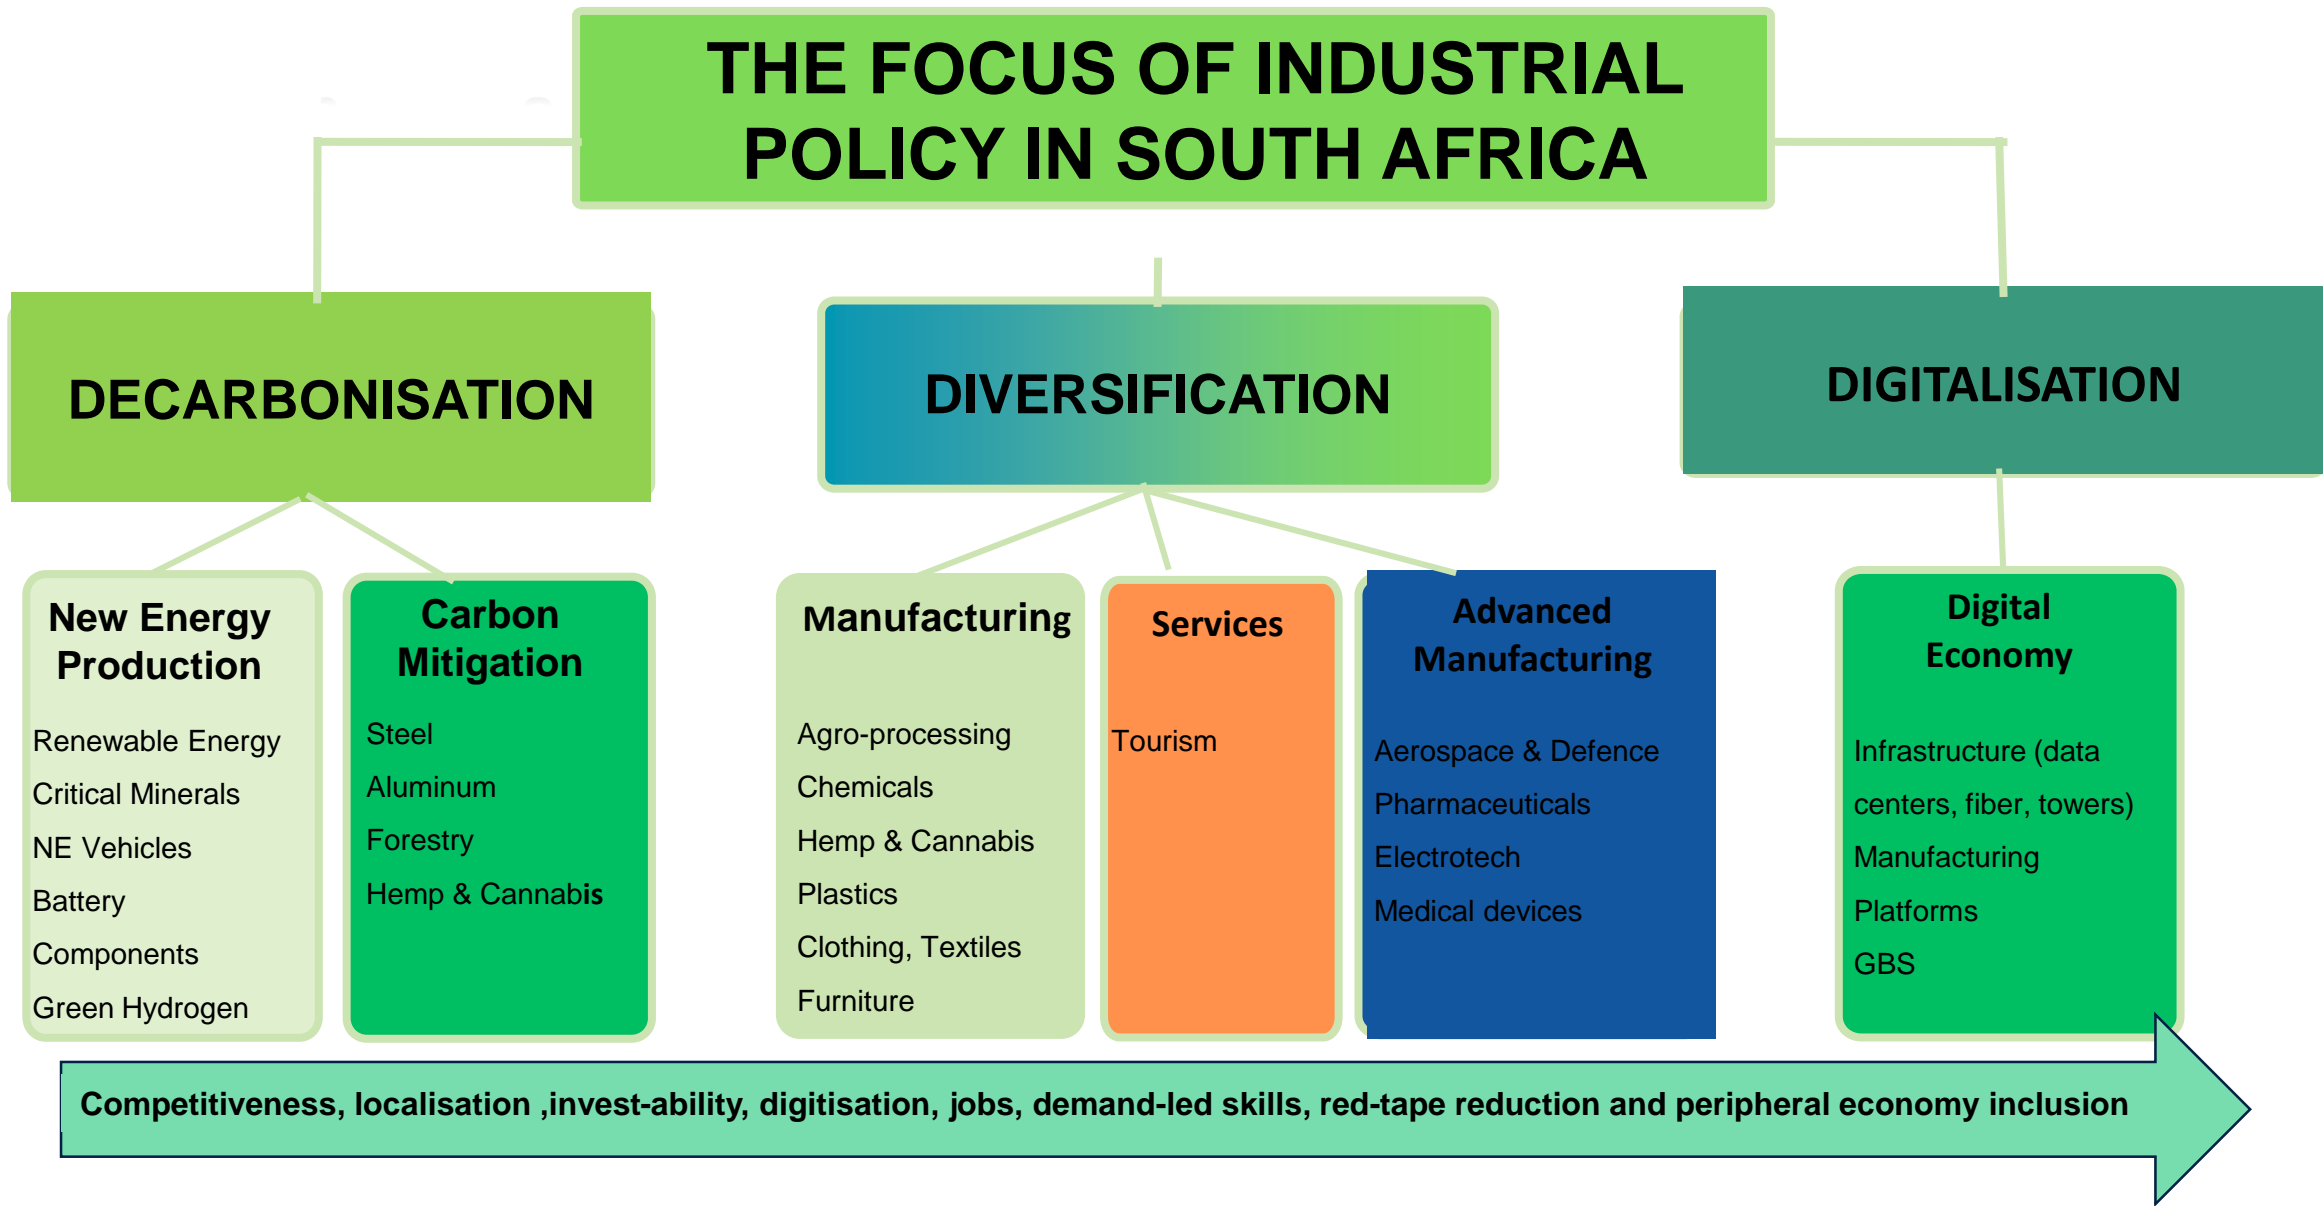 THE FOCUS OF INDUSTRIAL
POLICY IN SOUTH AFRICA
DECARBONISATION
DIVERSIFICATION
DIGITALISATION
New Energy
Production
Renewable Energy
Critical Minerals
NE Vehicles
Battery
Components
Green Hydrogen
Carbon
Mitigation
Steel
Aluminum
Forestry
Hemp & Cannabis
Manufacturing
Agro-processing
Chemicals
Hemp & Cannabis
Plastics
Clothing, Textiles
Furniture
Services
Tourism
Advanced
Manufacturing
Aerospace & Defence
Pharmaceuticals
Electrotech
Medical devices
Digital
Economy
Infrastructure (data
centers, fiber, towers)
Manufacturing
Platforms
GBS
Competitiveness, localisation ,invest-ability, digitisation, jobs, demand-led skills, red-tape reduction and peripheral economy inclusion